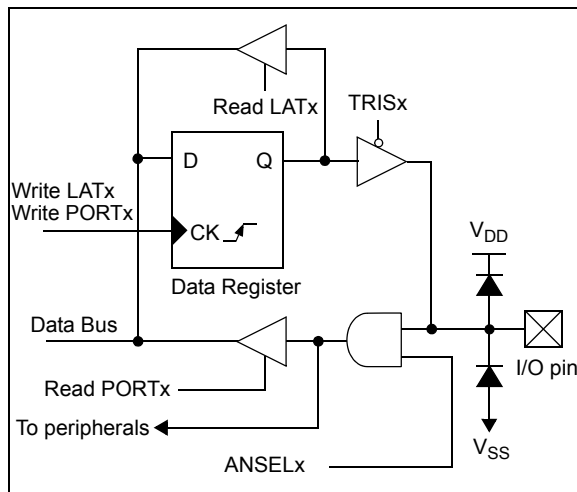 Read LATx
TRISx
D
Q
Write LATx
Write PORTx
CK
VDD
Data Register
Data Bus
I/O pin
Read PORTx
To peripherals
VSS
ANSELx